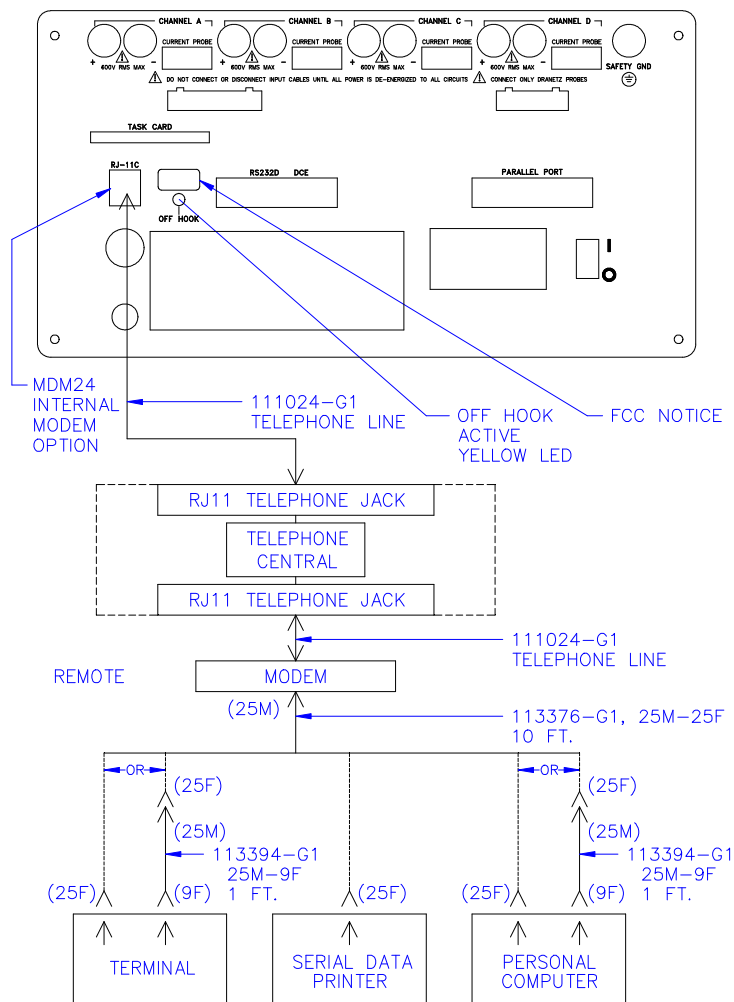 CHANNEL A CHANNEL B CHANNEL C CHANNEL D
CURRENT PROBE CURRENT PROBE CURRENT PROBE CURRENT PROBE
+ - + - + - + -
600V RMS MAX 600V RMS MAX 600V RMS MAX 600V RMS MAX SAFETY GND
DO NOT CONNECT OR DISCONNECT INPUT CABLES UNTIL ALL POWER IS DE-ENERGIZED TO ALL CIRCUITS CONNECT ONLY DRANETZ PROBES
TASK CARD
RJ-11C
RS232D DCE
PARALLEL PORT
OFF HOOK
I
O
MDM24
INTERNAL
MODEM
OPTION
111024-G1
TELEPHONE LINE
OFF HOOK
ACTIVE
YELLOW LED
FCC NOTICE
RJ11 TELEPHONE JACK
TELEPHONE
CENTRAL
RJ11 TELEPHONE JACK
111024-G1
TELEPHONE LINE
REMOTE
MODEM
(25M)
113376-G1, 25M-25F
10 FT.
OR OR
(25F) (25F)
(25M) (25M)
113394-G1
25M-9F
1 FT.
113394-G1
25M-9F
1 FT.
(25F) (9F) (25F) (25F) (9F)
TERMINAL
SERIAL DATA
PRINTER
PERSONAL
COMPUTER